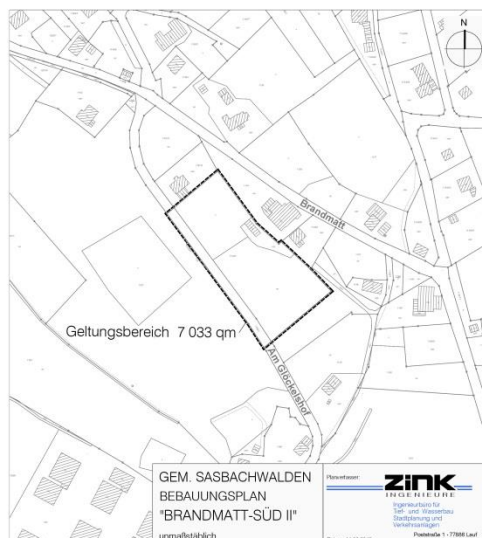 N
Brandmatt
Geltungsbereich 7 033 qm
Am Glöckelshof
GEM. SASBACHWALDEN
BEBAUUNGSPLAN
"BRANDMATT-SÜD II"
unmaßstäblich
Planverfasser:
ZINK
INGENIEURE
Ingenieurbüro für
Tief- und Wasserbau
Stadtplanung und
Verkehrsanlagen
Poststraße 1 - 77886 Lauf